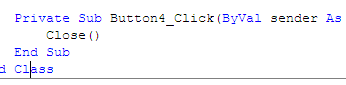 Private Sub Button4_Click(ByVal sender As
Close()
End Sub
d Class